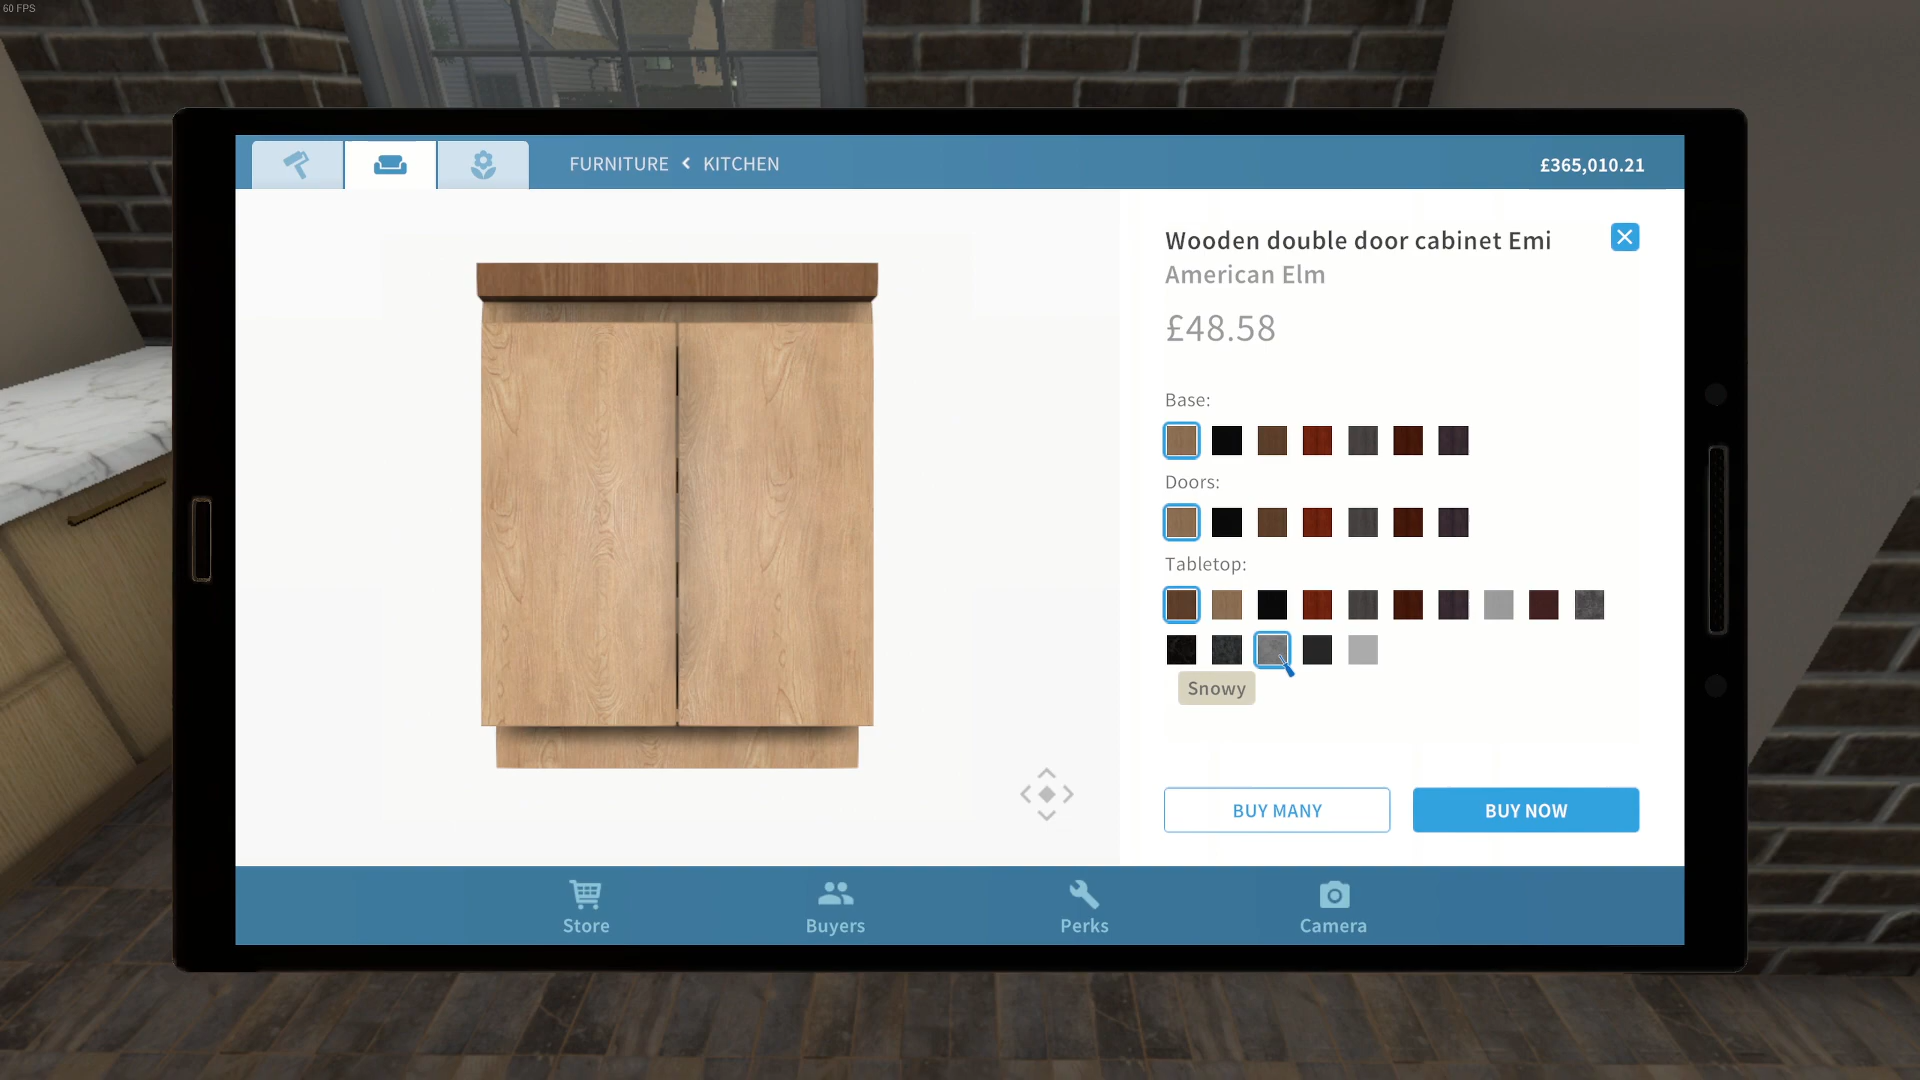 60 FPS
FURNITURE < KITCHEN
£365,010.21
Wooden double door cabinet Emi
American Elm
£48.58
Base:
Doors:
Tabletop:
Snowy
BUY MANY
BUY NOW
Store
Buyers
Perks
Camera